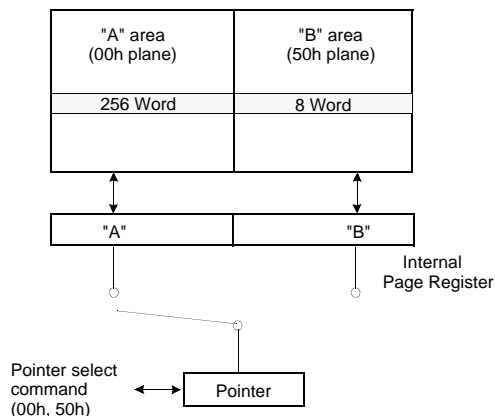 "A" area
(00h plane)
"B" area
(50h plane)
256 Word
8 Word
"A"
"B"
Internal
Page Register
Pointer select
command
(00h, 50h)
Pointer